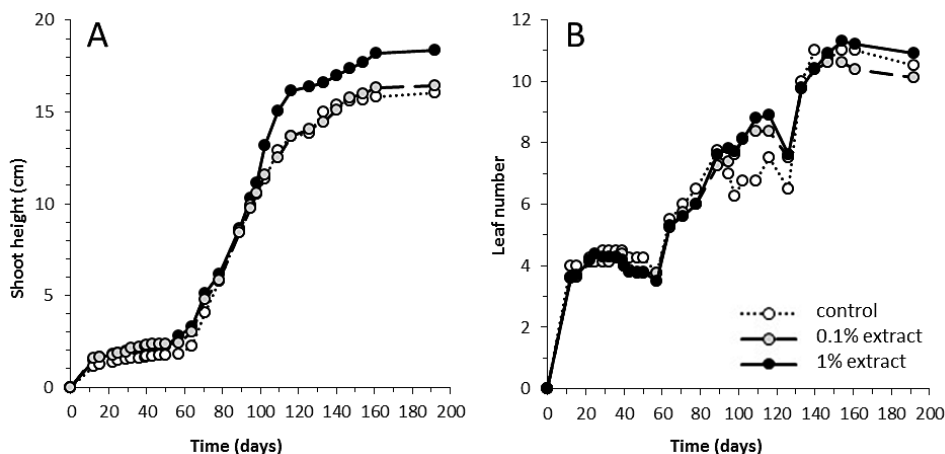 A
Shoot height (cm)
20
15
10
5
0
0 20 40 60 80 100 120 140 160 180 200
Time (days)
B
Leaf number
12
10
8
6
4
2
0
control
0.1% extract
1% extract
0 20 40 60 80 100 120 140 160 180 200
Time (days)